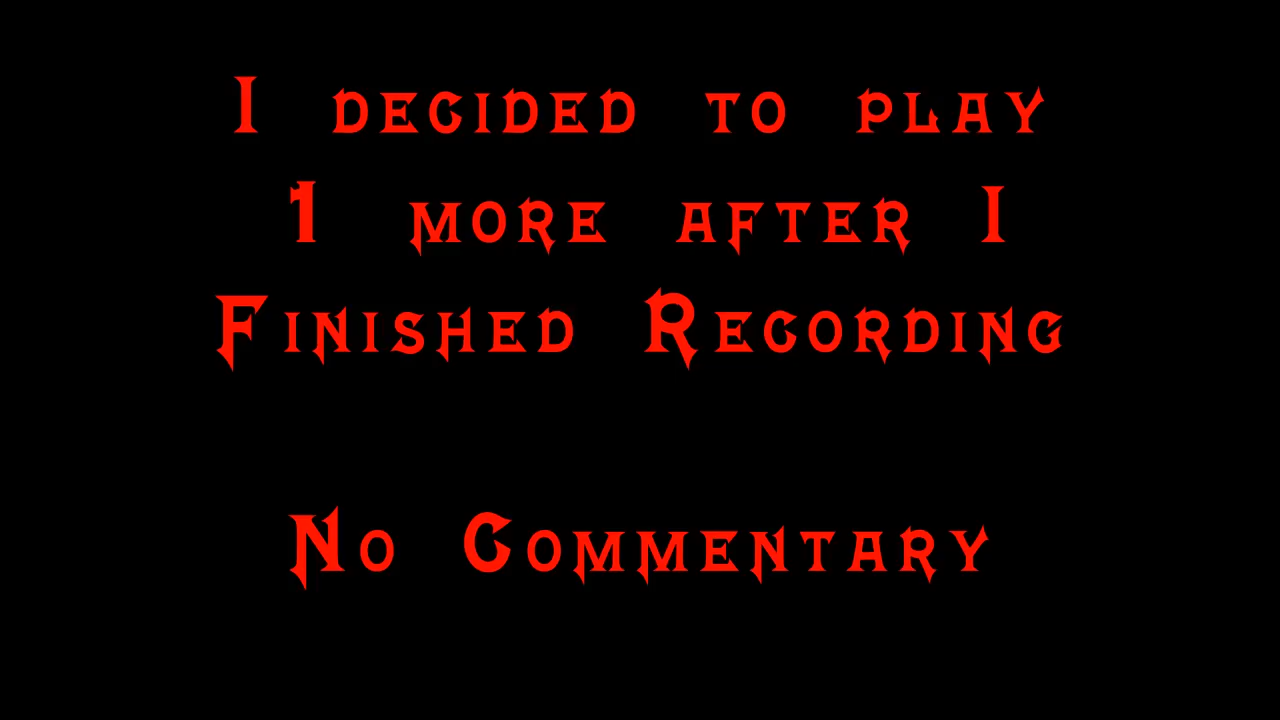 I decided to play
1 more after I
Finished Recording
No Commentary